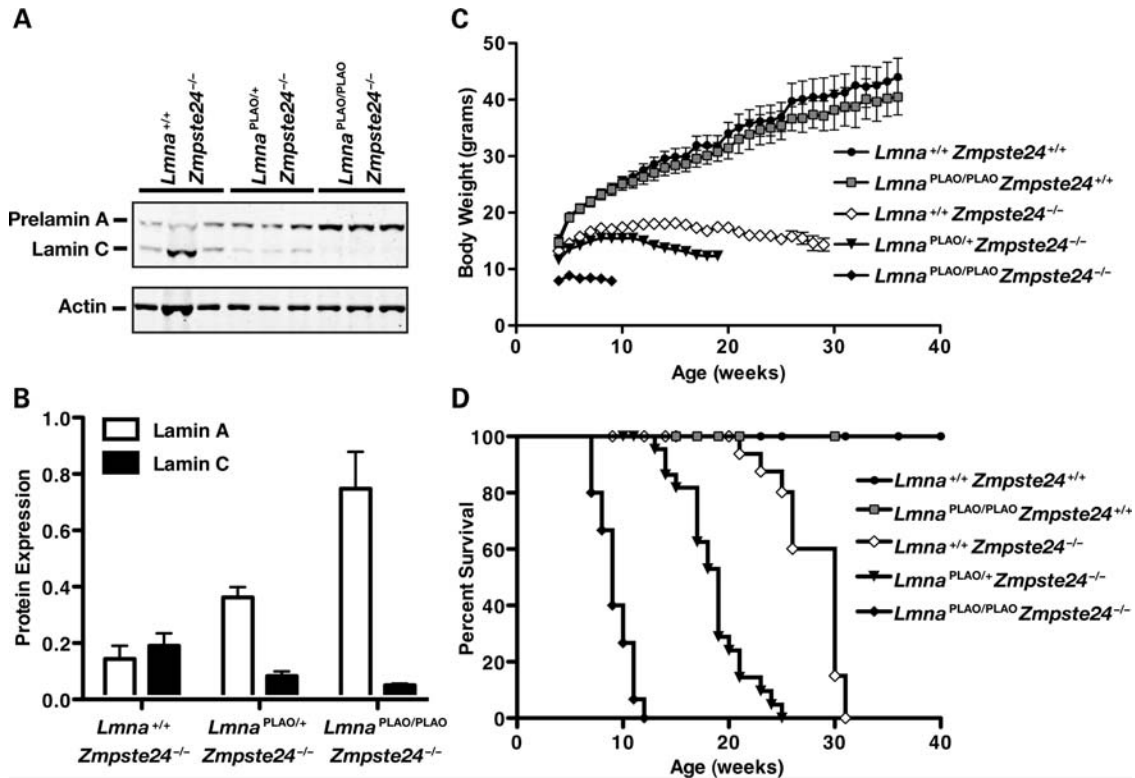 A
Lmna+/+
Zmpste24−/−
LmnaPLAO/+
Zmpste24−/−
LmnaPLAO/PLAO
Zmpste24−/−
Prelamin A
Lamin C
Actin
B
Protein Expression
1.0
0.8
0.6
0.4
0.2
0.0
Lamin A
Lamin C
Lmna+/+
Zmpste24−/−
LmnaPLAO/+
Zmpste24−/−
LmnaPLAO/PLAO
Zmpste24−/−
C
Body Weight (grams)
50
40
30
20
10
0
0 10 20 30 40
Age (weeks)
Lmna+/+ Zmpste24+/+
LmnaPLAO/PLAO Zmpste24+/+
Lmna+/+ Zmpste24−/−
LmnaPLAO/+ Zmpste24−/−
LmnaPLAO/PLAO Zmpste24−/−
D
Percent Survival
100
80
60
40
20
0
0 10 20 30 40
Age (weeks)
Lmna+/+ Zmpste24+/+
LmnaPLAO/PLAO Zmpste24+/+
Lmna+/+ Zmpste24−/−
LmnaPLAO/+ Zmpste24−/−
LmnaPLAO/PLAO Zmpste24−/−